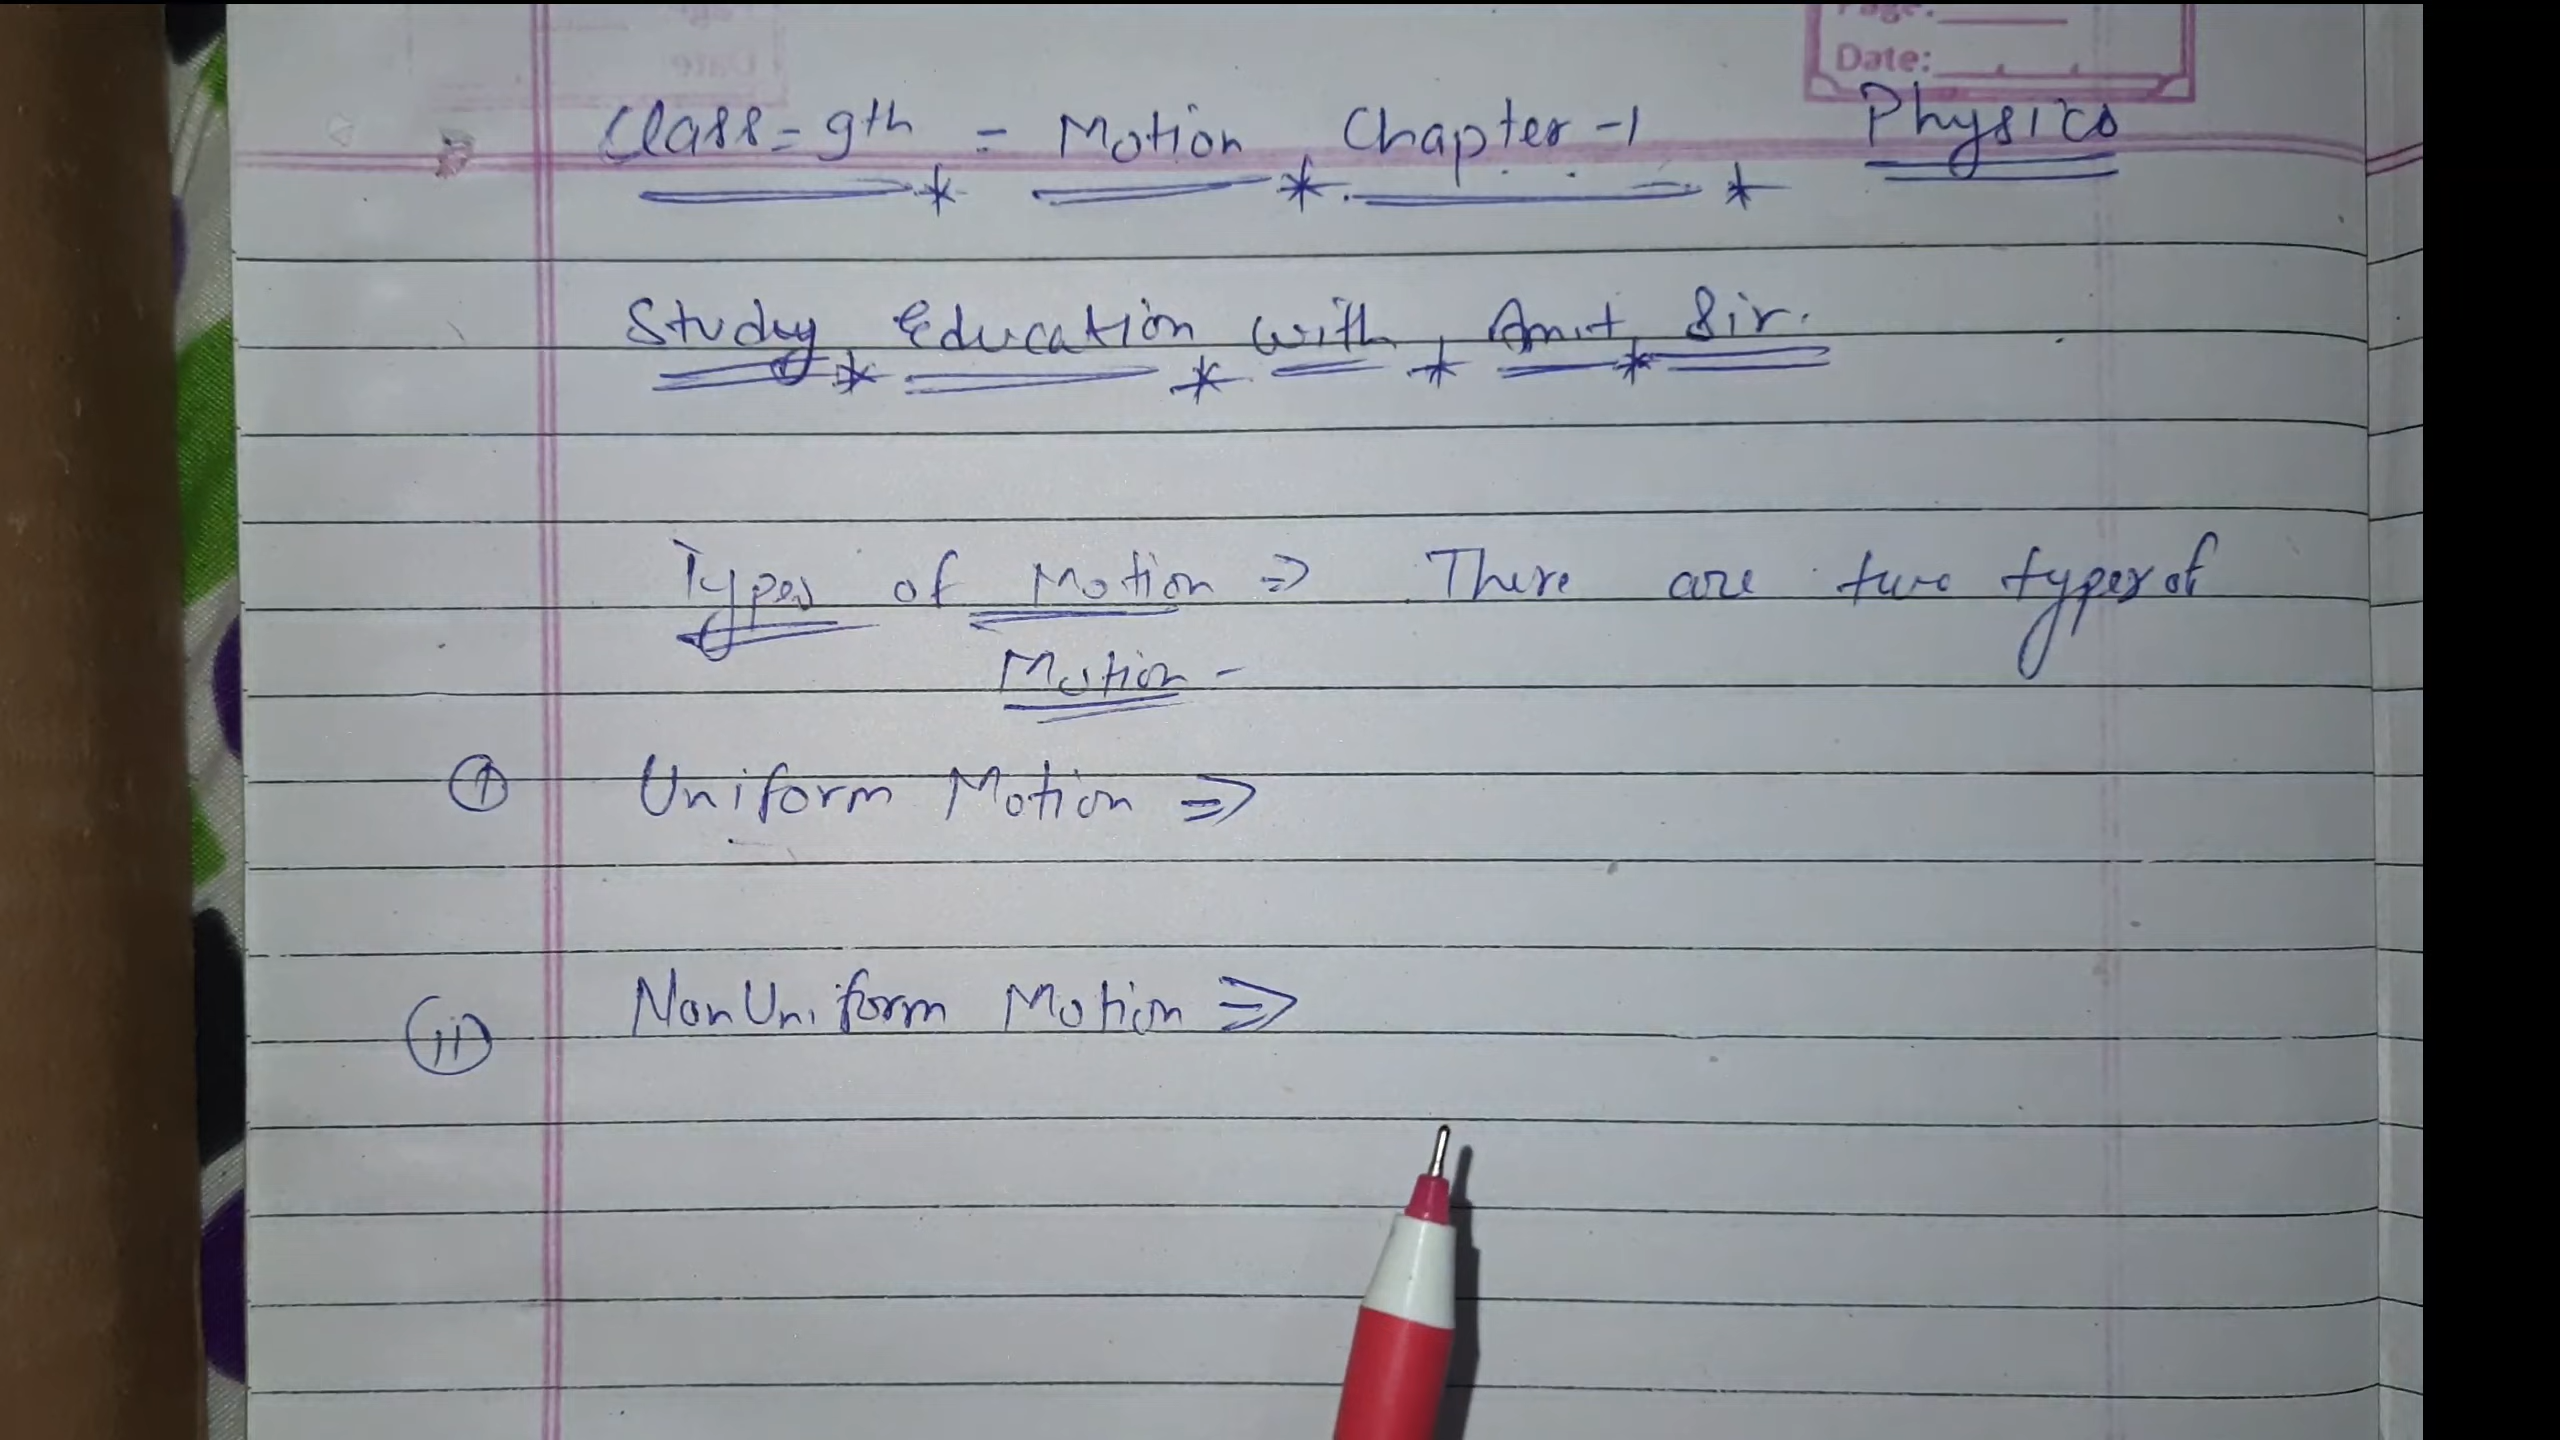 Page:
Date:
Class = 9th = Motion Chapter -1 Physics
Study Education with Amit Sir.
Types of Motion ⇒ There are two types of
Motion -
(i) Uniform Motion ⇒
(ii) NonUniform Motion ⇒